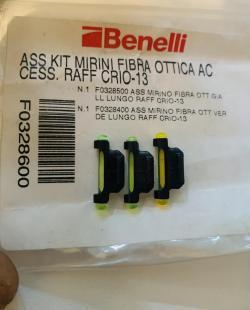 Benelli
ASS KIT MIRINI FIBRA OTTICA AC
CESS. RAFF CRIO-13
N.1 F0328500 ASS MIRINO FIBRA OTT GIA
LL LUNGO RAFF CRIO-13
N.1 F0328400 ASS MIRINO FIBRA OTT VER
DE LUNGO RAFF CRIO-13
F0328600